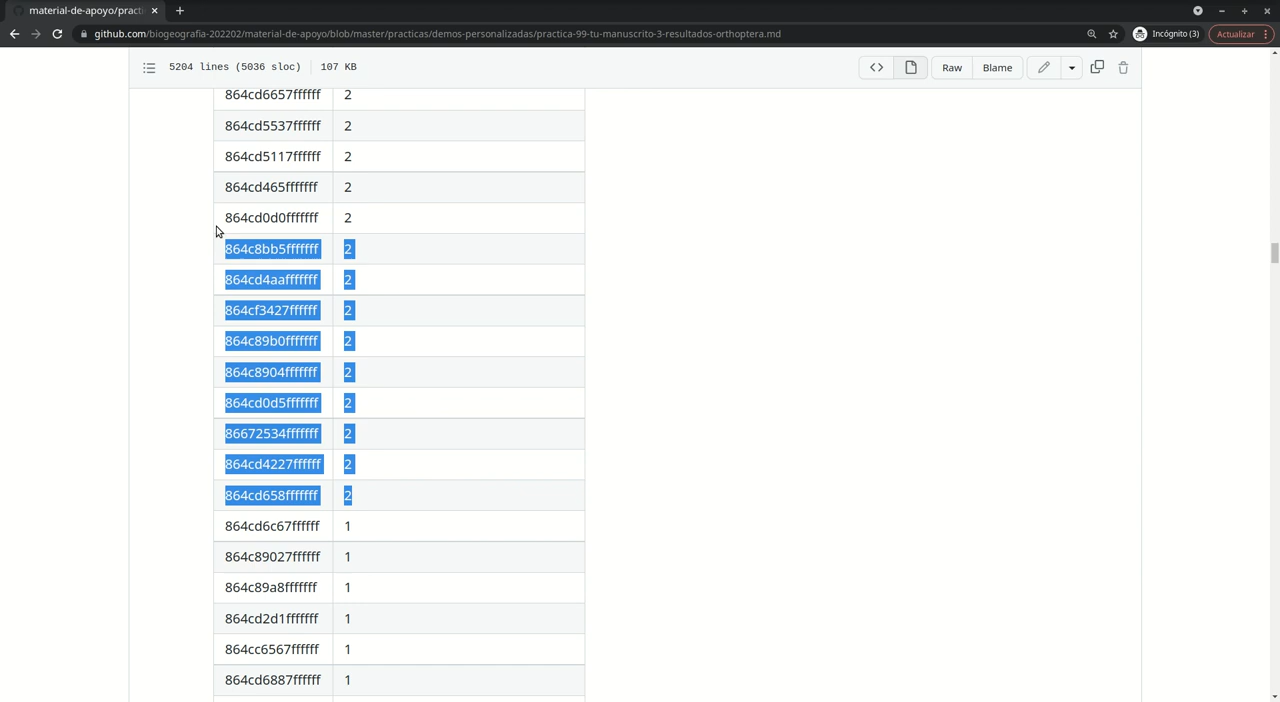 material-de-apoyo/practi
github.com/biogeografia-202202/material-de-apoyo/blob/master/practicas/demos-personalizadas/practica-99-tu-manuscrito-3-resultados-orthoptera.md
Incógnito (3)
Actualizar
5204 lines (5036 sloc) 107 KB
Raw Blame
864cd6657ffffff 2
864cd5537ffffff 2
864cd5117ffffff 2
864cd465fffffff 2
864cd0d0fffffff 2
864c8bb5fffffff 2
864cd4aafffffff 2
864cf3427ffffff 2
864c89b0fffffff 2
864c8904fffffff 2
864cd0d5fffffff 2
86672534fffffff 2
864cd4227ffffff 2
864cd658fffffff 2
864cd6c67ffffff 1
864c89027ffffff 1
864c89a8fffffff 1
864cd2d1fffffff 1
864cc6567ffffff 1
864cd6887ffffff 1